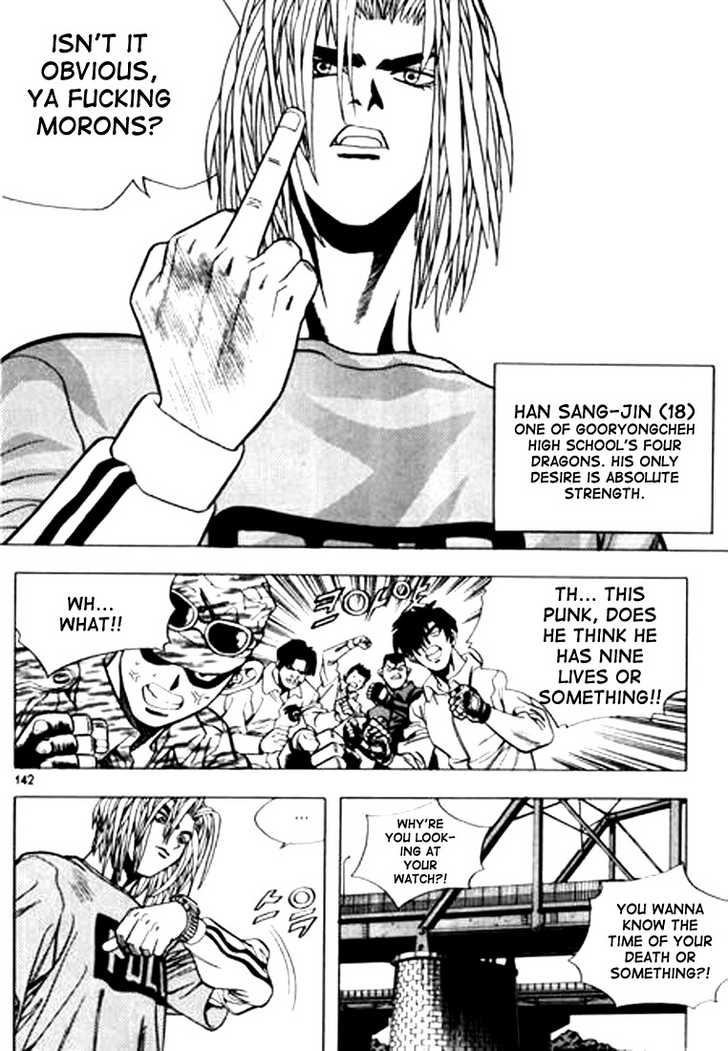 ISN'T IT
OBVIOUS,
YA FUCKING
MORONS?
HAN SANG-JIN (18)
ONE OF GOORYONGCHEH
HIGH SCHOOL'S FOUR
DRAGONS. HIS ONLY
DESIRE IS ABSOLUTE
STRENGTH.
WH...
WHAT!!
TH... THIS
PUNK, DOES
HE THINK HE
HAS NINE
LIVES OR
SOMETHING!!
142
...
스윽
WHY'RE
YOU LOOK-
ING AT
YOUR
WATCH?!
YOU WANNA
KNOW THE
TIME OF YOUR
DEATH OR
SOMETHING?!